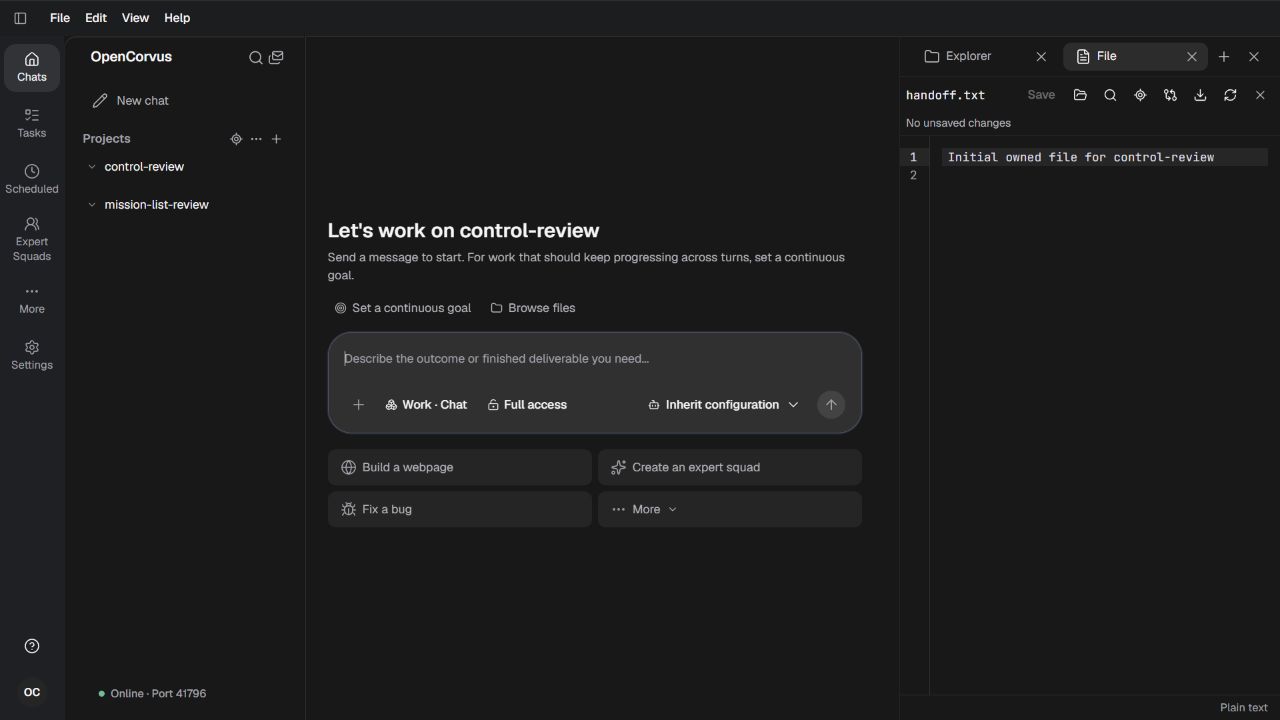 File Edit View Help
Chats
Tasks
Scheduled
Expert
Squads
More
Settings
OC
OpenCorvus
New chat
Projects
control-review
mission-list-review
Online · Port 41796
Let's work on control-review
Send a message to start. For work that should keep progressing across turns, set a continuous
goal.
Set a continuous goal Browse files
Describe the outcome or finished deliverable you need...
Work · Chat Full access Inherit configuration
Build a webpage Create an expert squad
Fix a bug More
Explorer File
handoff.txt Save
No unsaved changes
1 Initial owned file for control-review
2
Plain text